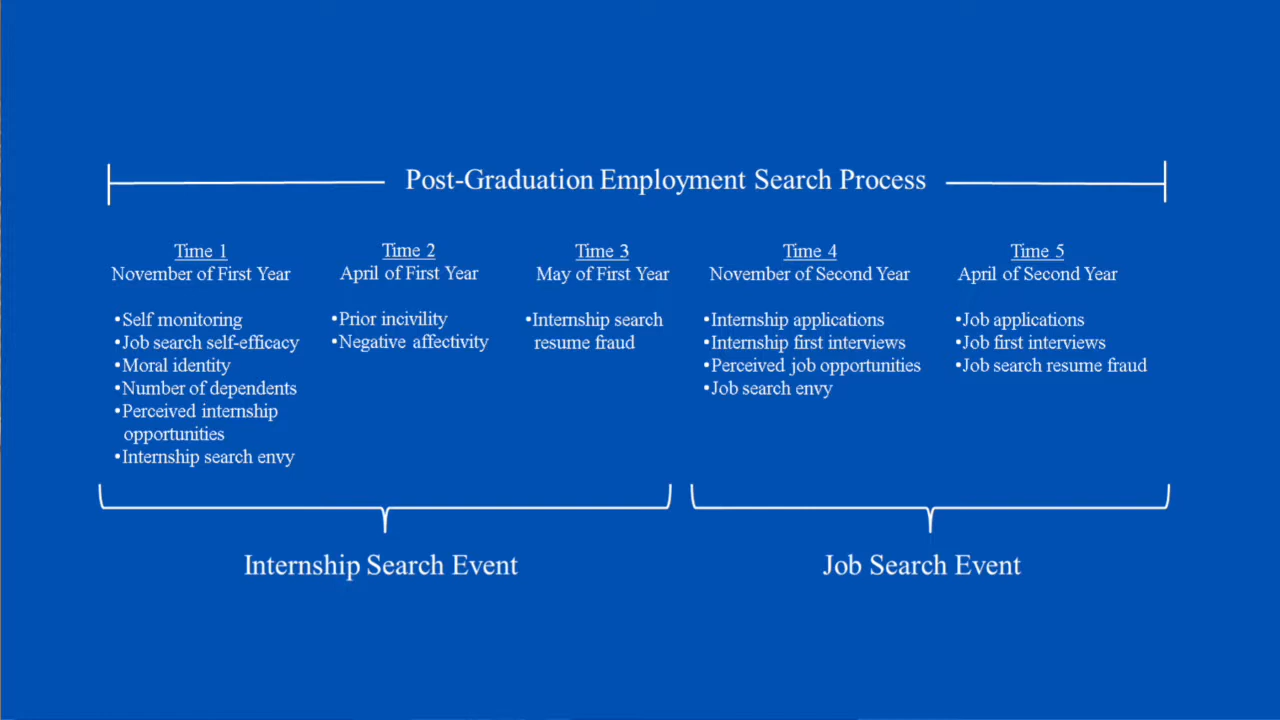 Post-Graduation Employment Search Process
Time 1
November of First Year
•Self monitoring
•Job search self-efficacy
•Moral identity
•Number of dependents
•Perceived internship
opportunities
•Internship search envy
Time 2
April of First Year
•Prior incivility
•Negative affectivity
Time 3
May of First Year
•Internship search
resume fraud
Time 4
November of Second Year
•Internship applications
•Internship first interviews
•Perceived job opportunities
•Job search envy
Time 5
April of Second Year
•Job applications
•Job first interviews
•Job search resume fraud
Internship Search Event
Job Search Event